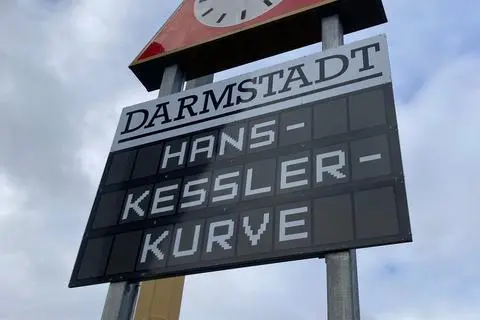 DARMSTADT
HANS-
KESSLER-
KURVE